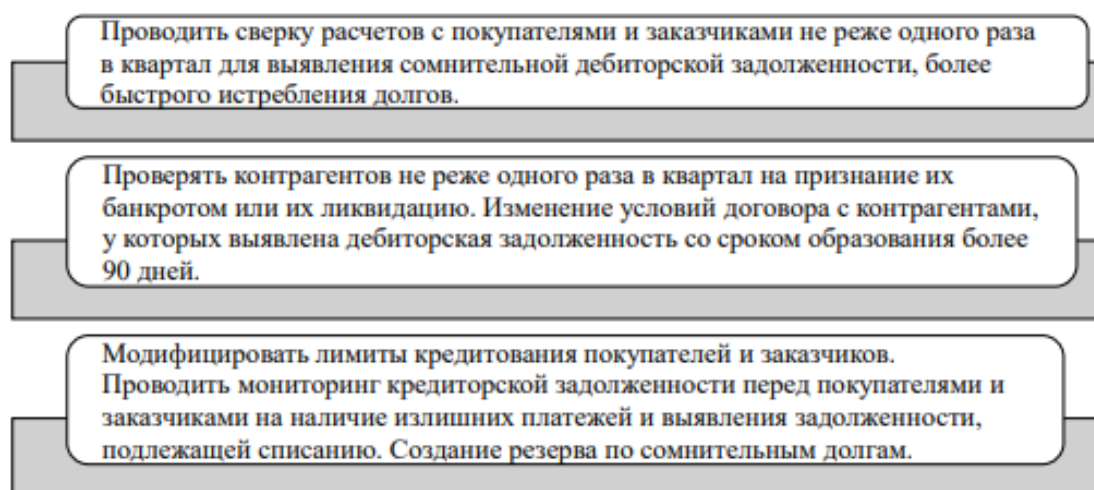 Проводить сверку расчетов с покупателями и заказчиками не реже одного раза
в квартал для выявления сомнительной дебиторской задолженности, более
быстрого истребления долгов.
Проверять контрагентов не реже одного раза в квартал на признание их
банкротом или их ликвидацию. Изменение условий договора с контрагентами,
у которых выявлена дебиторская задолженность со сроком образования более
90 дней.
Модифицировать лимиты кредитования покупателей и заказчиков.
Проводить мониторинг кредиторской задолженности перед покупателями и
заказчиками на наличие излишних платежей и выявления задолженности,
подлежащей списанию. Создание резерва по сомнительным долгам.